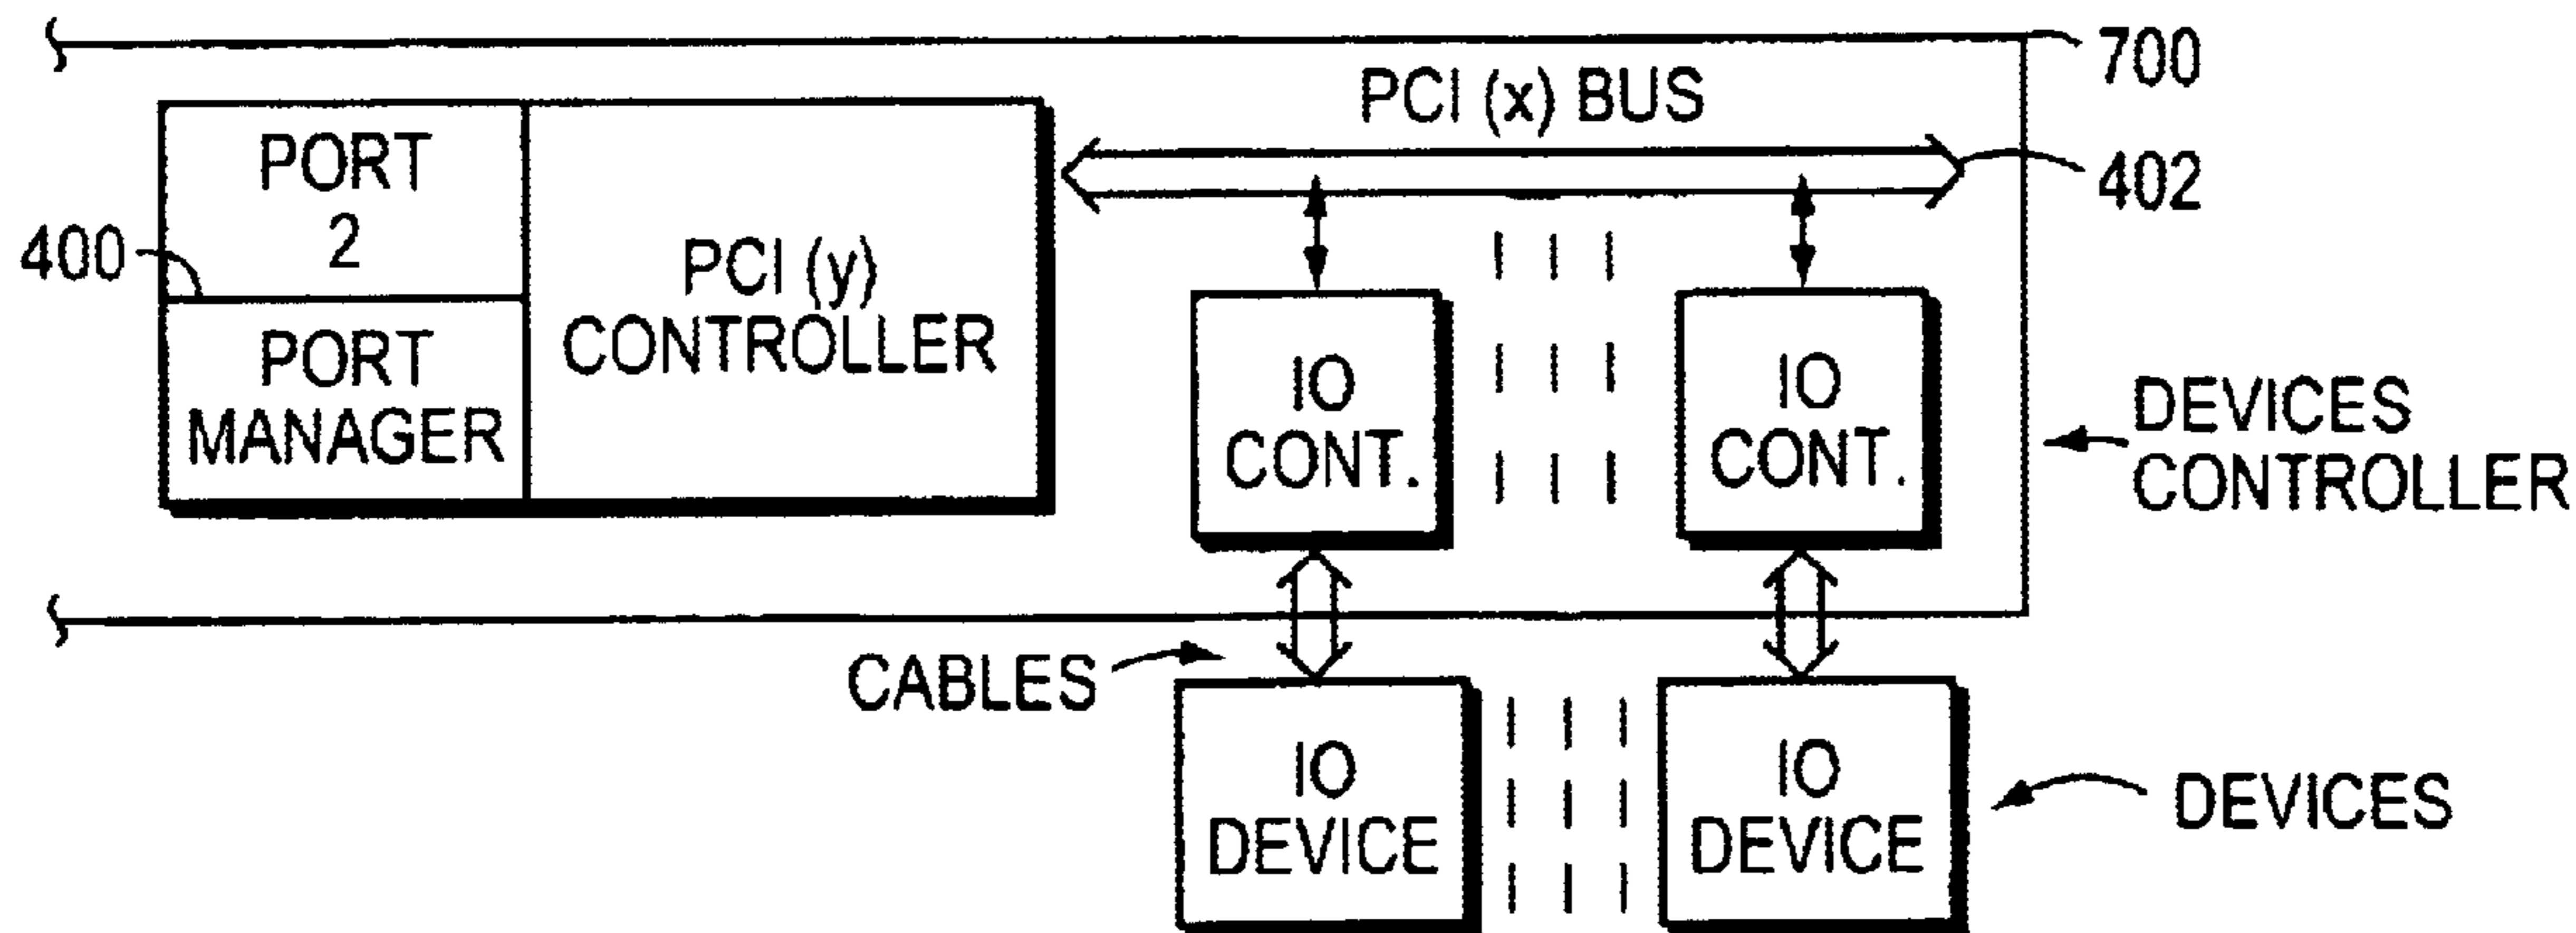 700
PCI (x) BUS
402
PORT
2
400
PCI (y)
CONTROLLER
PORT
MANAGER
IO
CONT.
IO
CONT.
DEVICES
CONTROLLER
CABLES
IO
DEVICE
IO
DEVICE
DEVICES